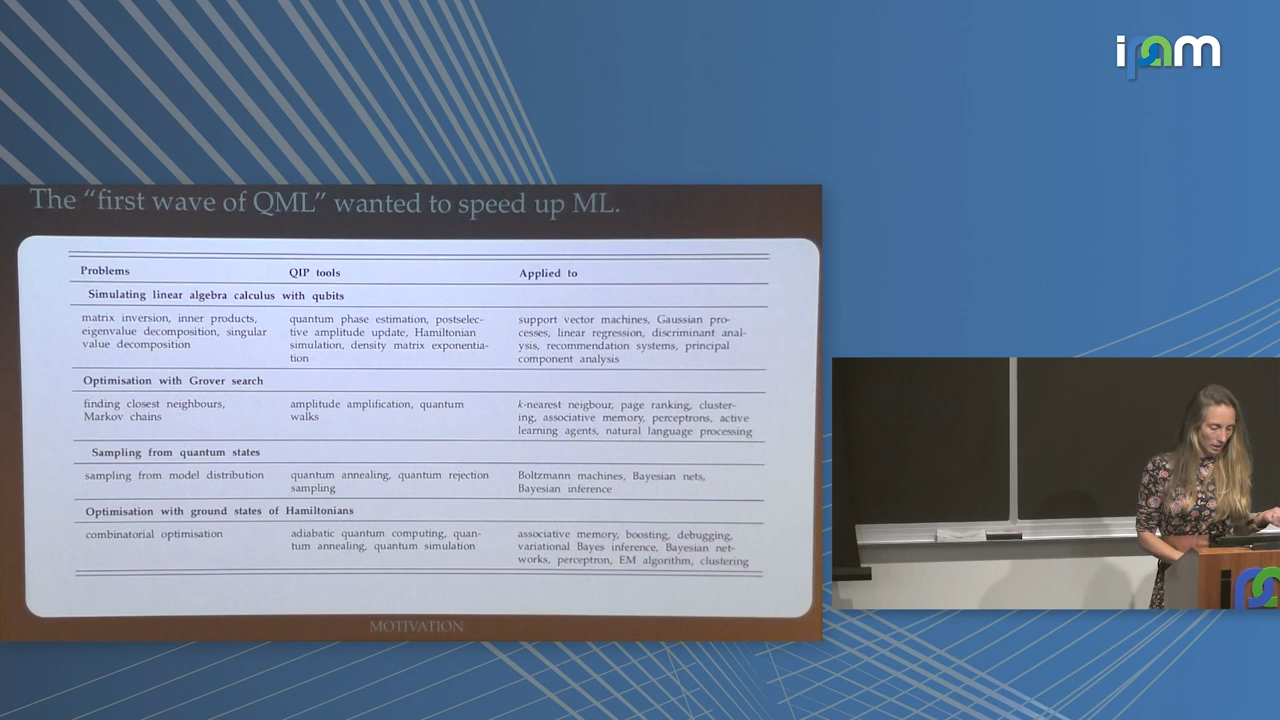 ipam
The “first wave of QML” wanted to speed up ML.
Problems QIP tools Applied to
Simulating linear algebra calculus with qubits
matrix inversion, inner products, eigenvalue decomposition, singular value decomposition
quantum phase estimation, postselec-
tive amplitude update, Hamiltonian
simulation, density matrix exponentia-
tion
support vector machines, Gaussian pro-
cesses, linear regression, discriminant anal-
ysis, recommendation systems, principal
component analysis
Optimisation with Grover search
finding closest neighbours,
Markov chains
amplitude amplification, quantum
walks
k-nearest neigbour, page ranking, cluster-
ing, associative memory, perceptrons, active
learning agents, natural language processing
Sampling from quantum states
sampling from model distribution
quantum annealing, quantum rejection
sampling
Boltzmann machines, Bayesian nets,
Bayesian inference
Optimisation with ground states of Hamiltonians
combinatorial optimisation
adiabatic quantum computing, quan-
tum annealing, quantum simulation
associative memory, boosting, debugging,
variational Bayes inference, Bayesian net-
works, perceptron, EM algorithm, clustering
MOTIVATION